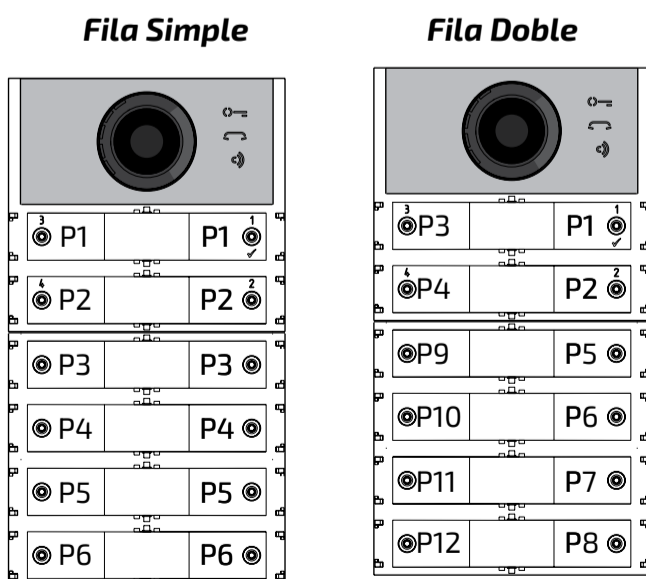 Fila Simple
3 1
P1 P1
4 2
P2 P2
P3 P3
P4 P4
P5 P5
P6 P6
Fila Doble
3 1
P3 P1
4 2
P4 P2
P9 P5
P10 P6
P11 P7
P12 P8